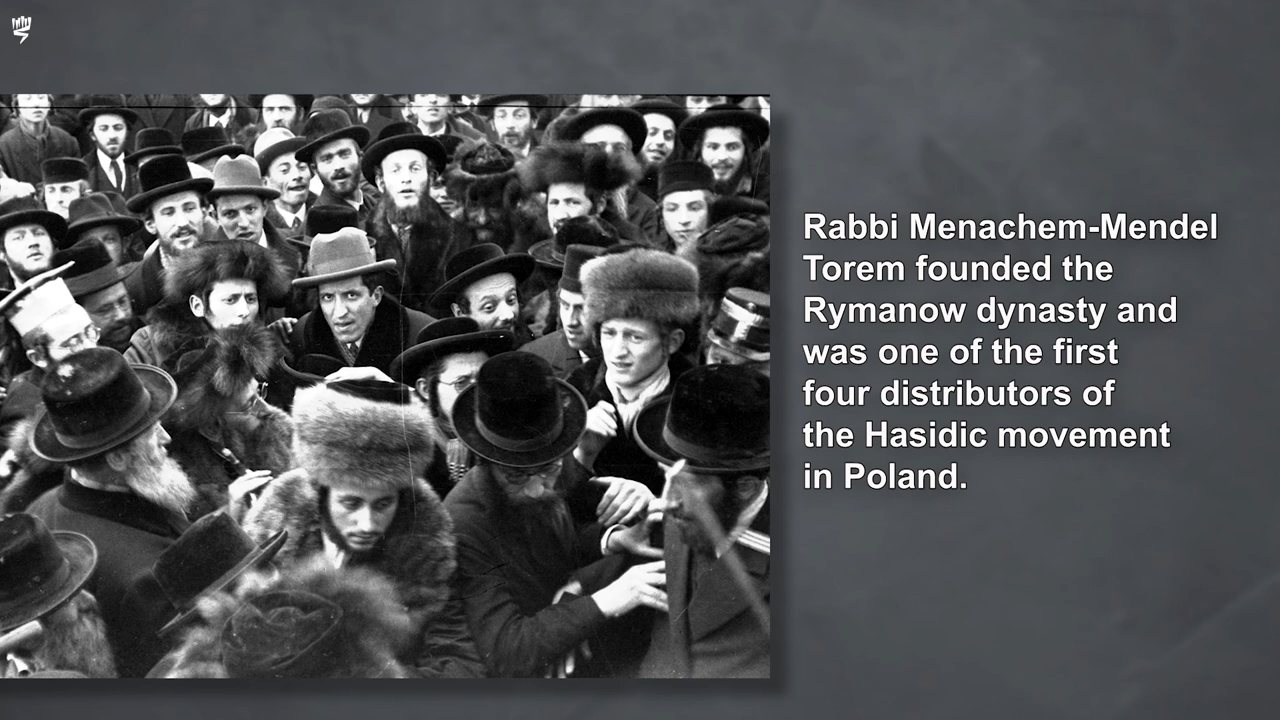 Rabbi Menachem-Mendel
Torem founded the
Rymanow dynasty and
was one of the first
four distributors of
the Hasidic movement
in Poland.